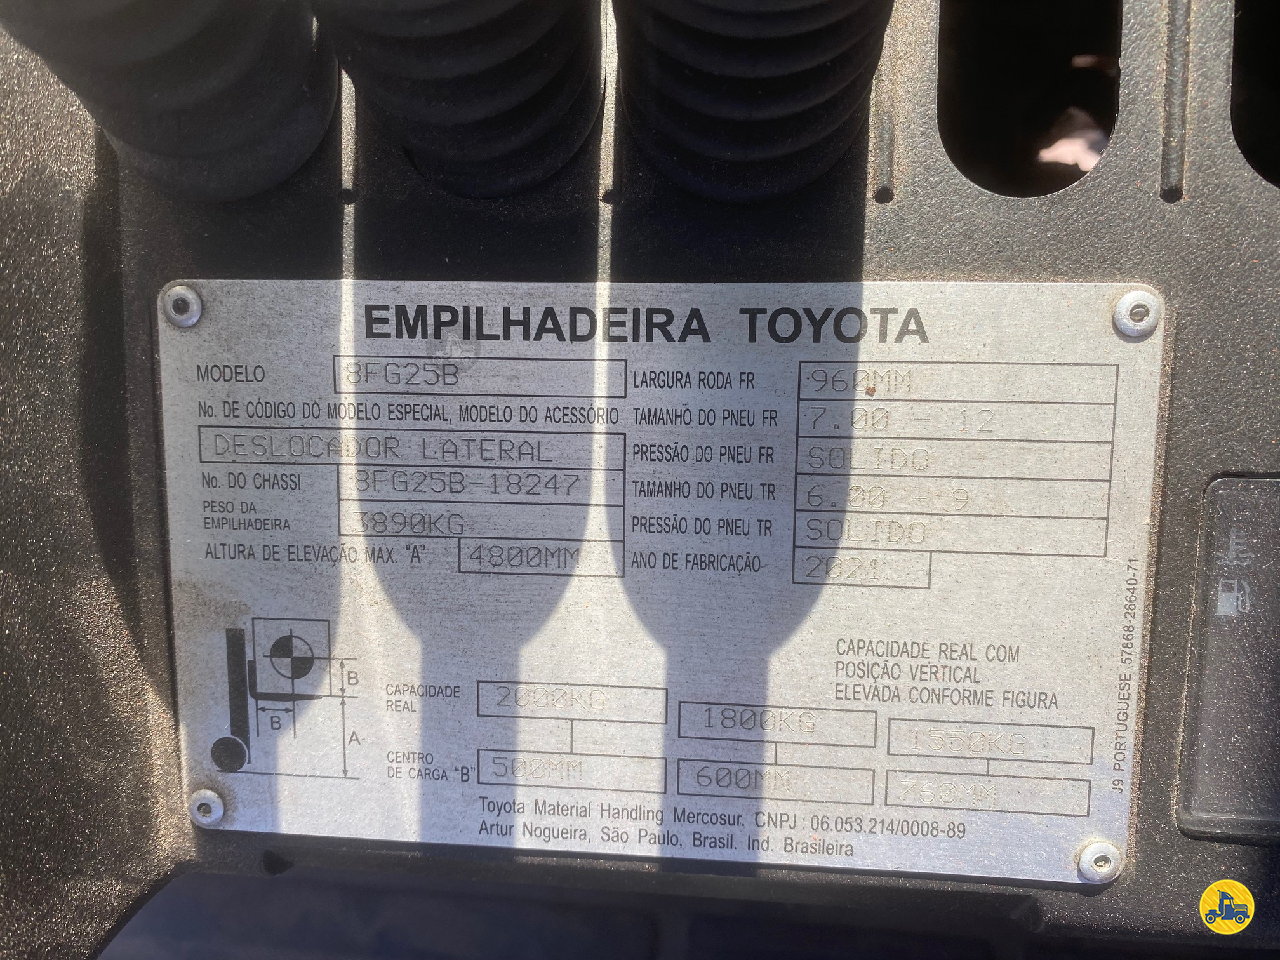 EMPILHADEIRA TOYOTA
MODELO 8FG25B
No. DE CÓDIGO DO MODELO ESPECIAL, MODELO DO ACESSÓRIO
DESLOCADOR LATERAL
No. DO CHASSI 8FG25B-18247
PESO DA
EMPILHADEIRA 3890KG
ALTURA DE ELEVAÇÃO MAX. "A" 4800MM
LARGURA RODA FR 960MM
TAMANHO DO PNEU FR 7.00 - 12
PRESSÃO DO PNEU FR SOLIDO
TAMANHO DO PNEU TR 6.00 9
PRESSÃO DO PNEU TR SOLIDO
ANO DE FABRICAÇÃO 2021
B
B
A
CAPACIDADE REAL COM
POSIÇÃO VERTICAL
ELEVADA CONFORME FIGURA
CAPACIDADE
REAL
2000KG 1800KG 1550KG
CENTRO
DE CARGA "B"
500MM 600MM
Toyota Material Handling Mercosur. CNPJ : 06.053.214/0008-89
Artur Nogueira, São Paulo. Brasil. Ind. Brasileira
J9 PORTUGUESE 57868-26640-71